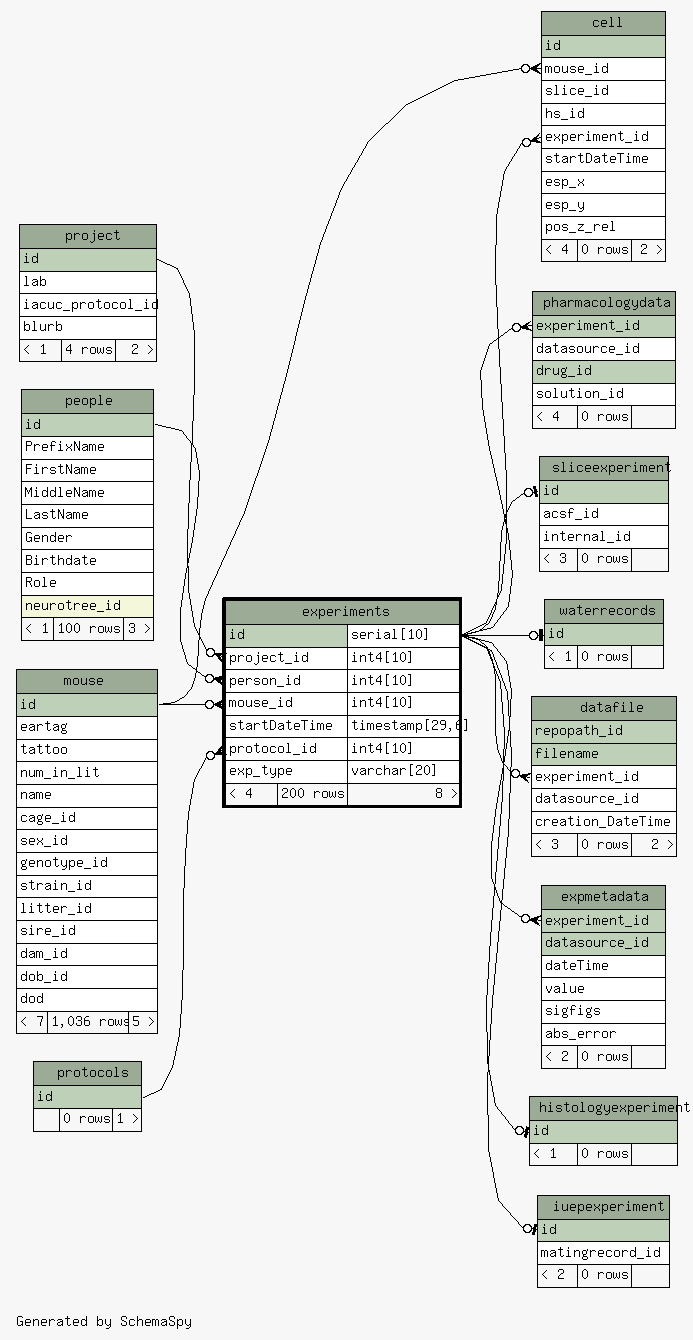 cell
id
mouse_id
slice_id
hs_id
experiment_id
startDateTime
esp_x
esp_y
pos_z_rel
< 4 0 rows 2 >
project
id
lab
iacuc_protocol_id
blurb
< 1 4 rows 2 >
pharmacologydata
experiment_id
datasource_id
drug_id
solution_id
< 4 0 rows
people
id
PrefixName
FirstName
MiddleName
LastName
Gender
Birthdate
Role
neurotree_id
< 1 100 rows 3 >
sliceexperiment
id
acsf_id
internal_id
< 3 0 rows
experiments
id serial[10]
project_id int4[10]
person_id int4[10]
mouse_id int4[10]
startDateTime timestamp[29,6]
protocol_id int4[10]
exp_type varchar[20]
< 4 200 rows 8 >
waterrecords
id
< 1 0 rows
mouse
id
eartag
tattoo
num_in_lit
name
cage_id
sex_id
genotype_id
strain_id
litter_id
sire_id
dam_id
dob_id
dod
< 7 1,036 rows 5 >
datafile
repopath_id
filename
experiment_id
datasource_id
creation_DateTime
< 3 0 rows 2 >
expmetadata
experiment_id
datasource_id
dateTime
value
sigfigs
abs_error
< 2 0 rows
protocols
id
0 rows 1 >
histologyexperiment
id
< 1 0 rows
iuepexperiment
id
matingrecord_id
< 2 0 rows
Generated by SchemaSpy